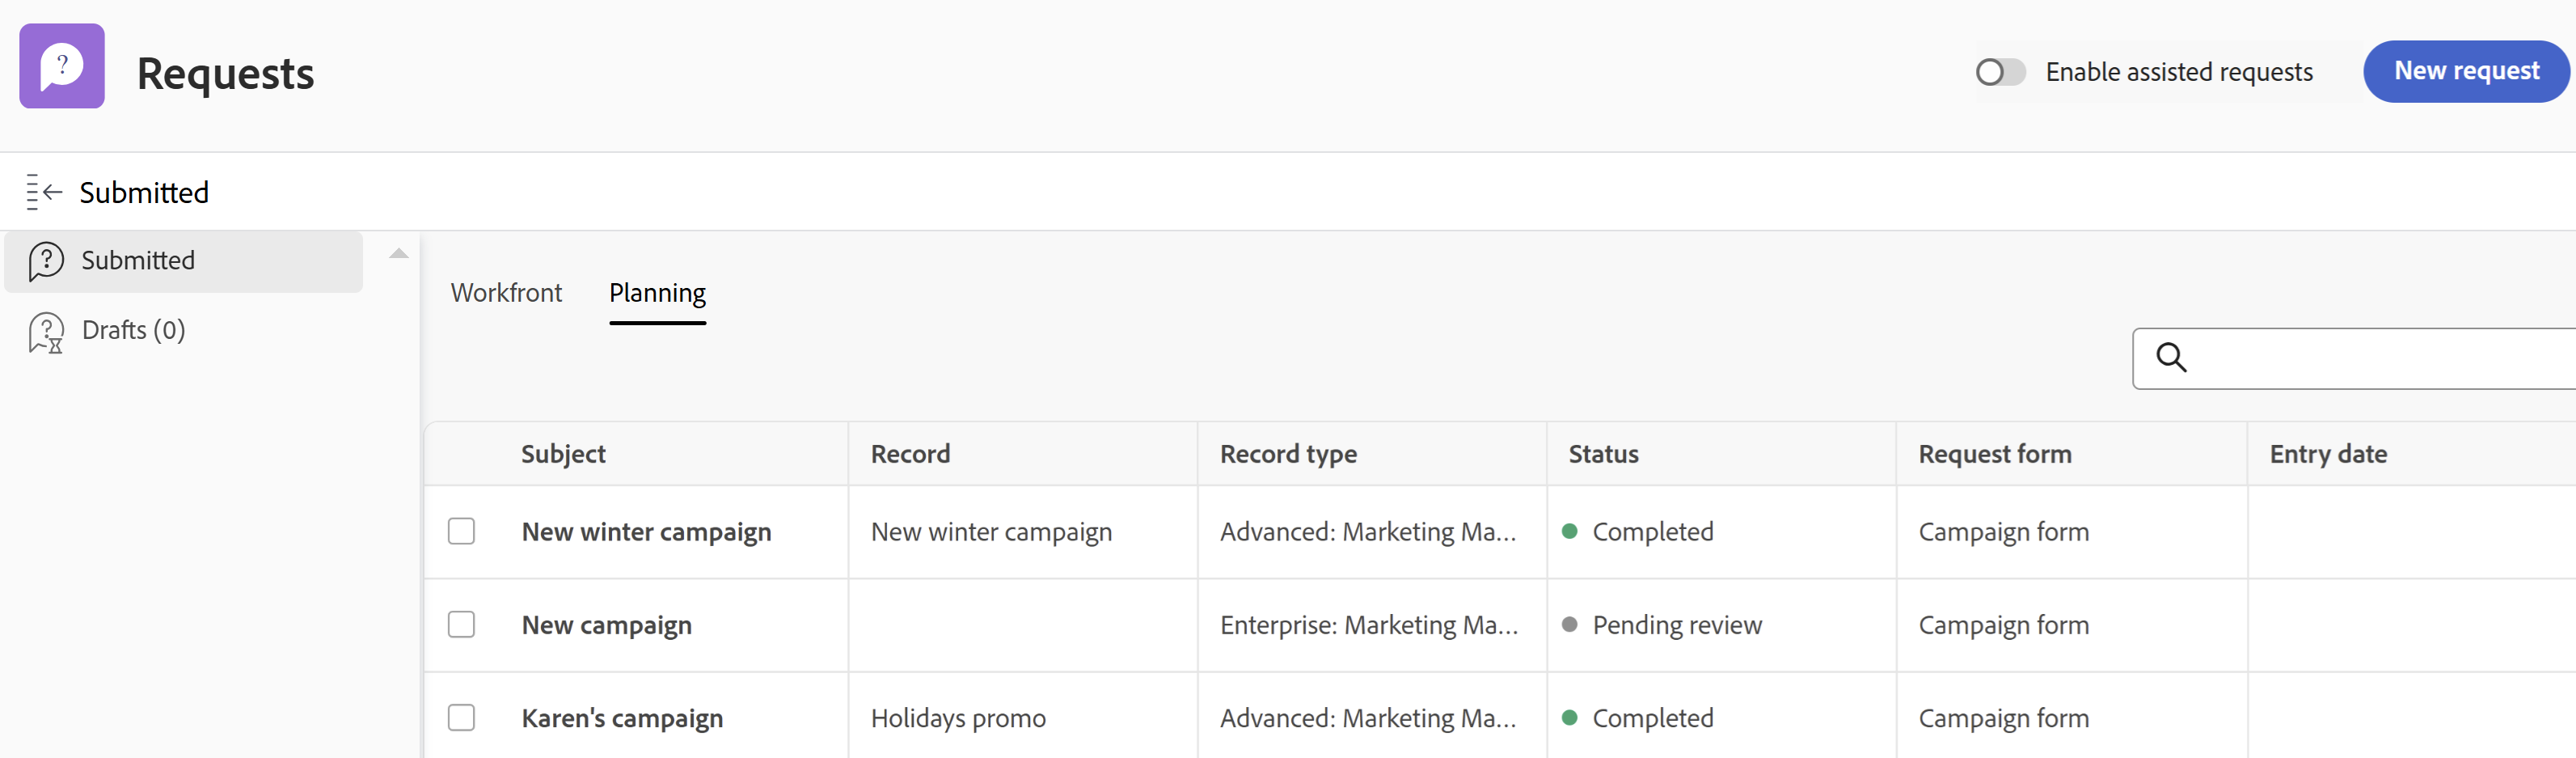 Requests
Enable assisted requests
New request
Submitted
Submitted
Drafts (0)
Workfront Planning
Subject Record Record type Status Request form Entry date
New winter campaign New winter campaign Advanced: Marketing Ma... Completed Campaign form
New campaign Enterprise: Marketing Ma... Pending review Campaign form
Karen's campaign Holidays promo Advanced: Marketing Ma... Completed Campaign form